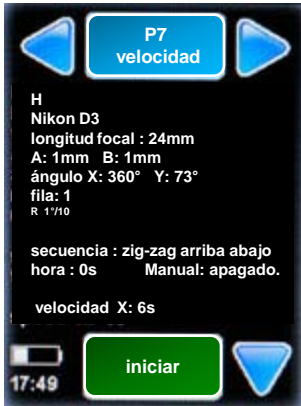 P7
velocidad
H
Nikon D3
longitud focal : 24mm
A: 1mm B: 1mm
ángulo X: 360° Y: 73°
fila: 1
R 1°/10
secuencia : zig-zag arriba abajo
hora : 0s Manual: apagado.
velocidad X: 6s
iniciar
17:49